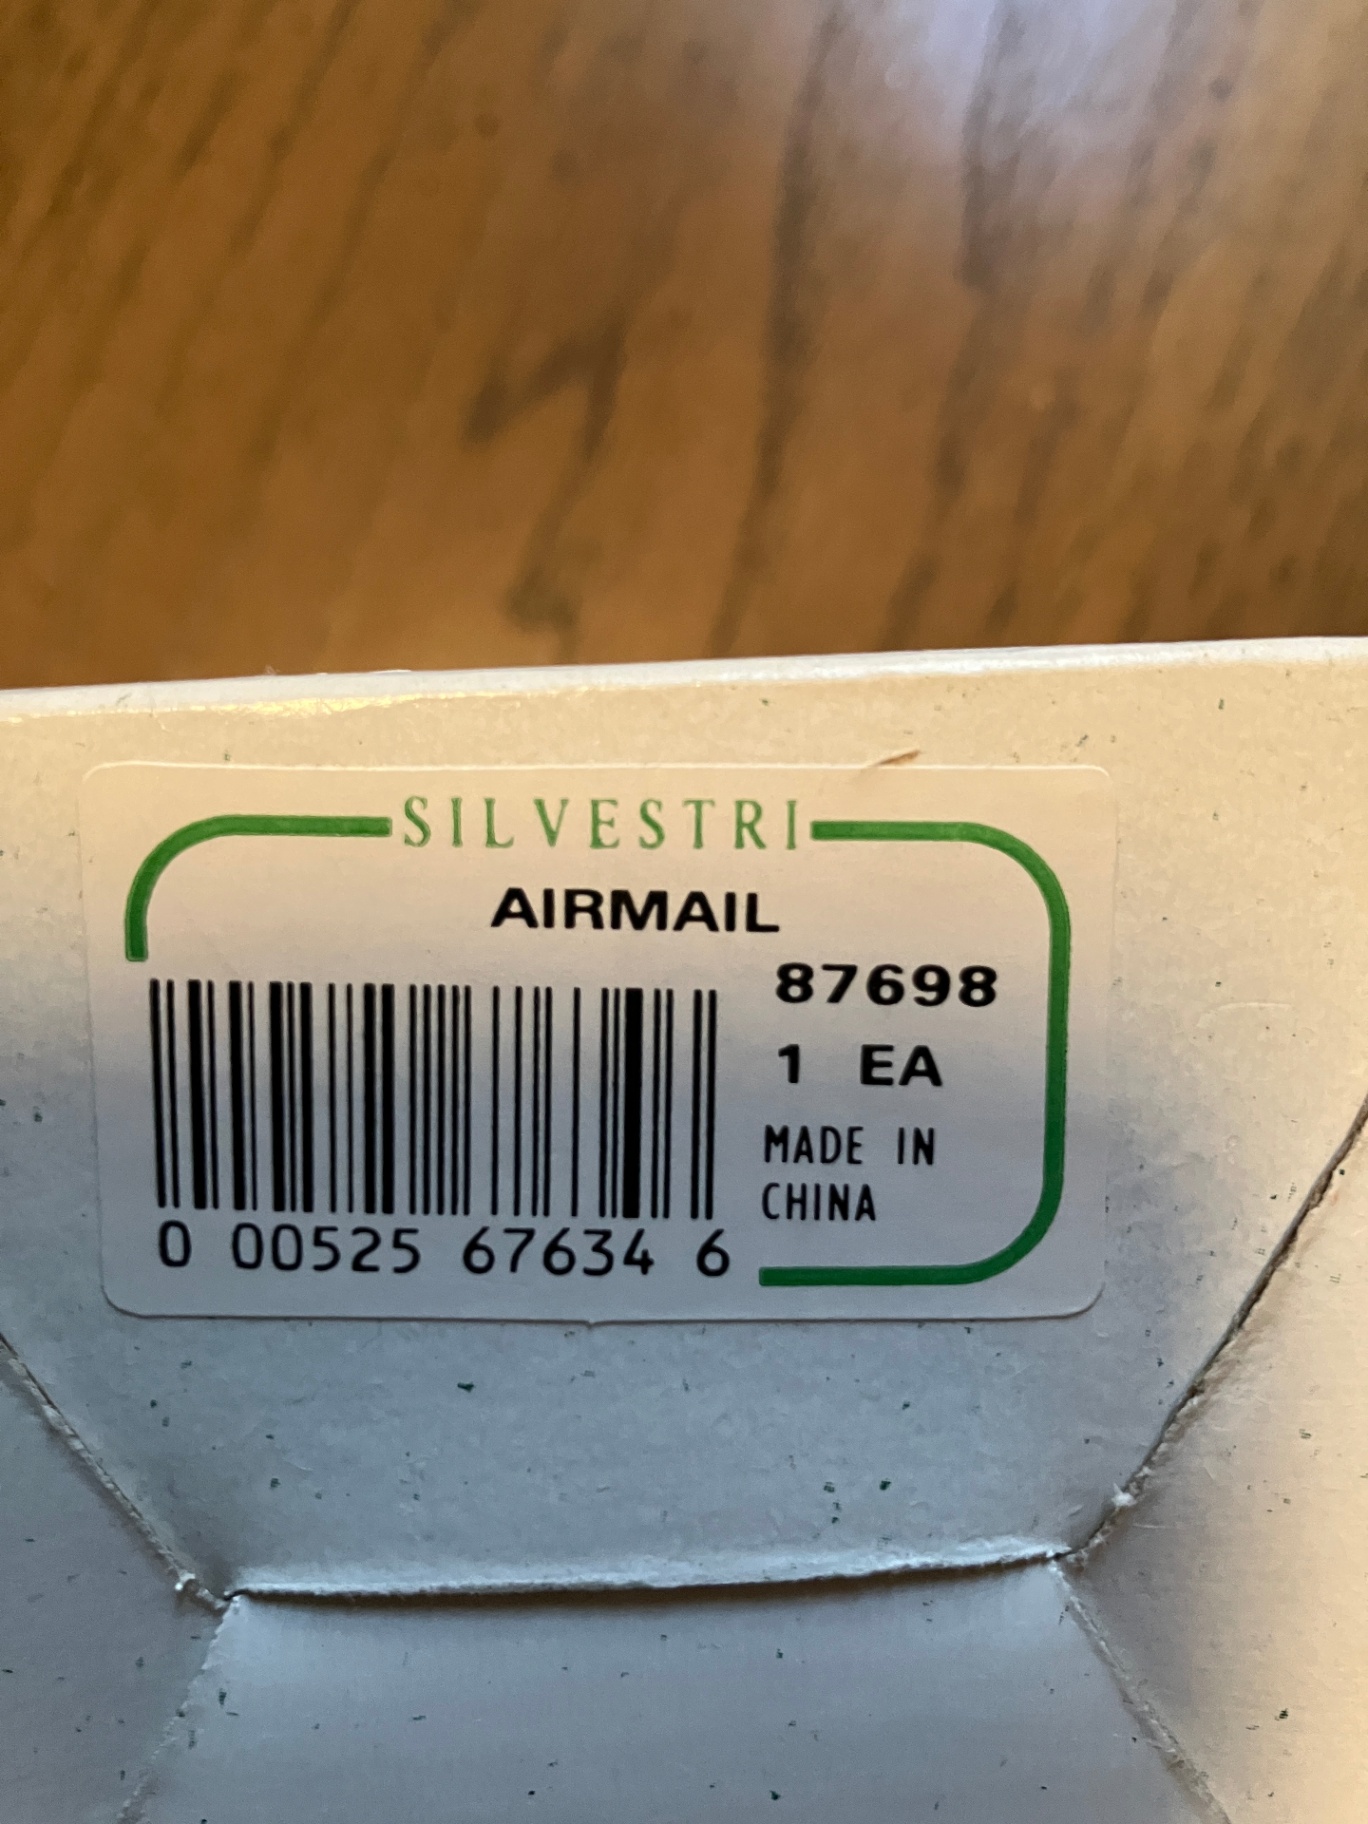 SILVESTRI
AIRMAIL
87698
1 EA
MADE IN
CHINA
0 00525 67634 6